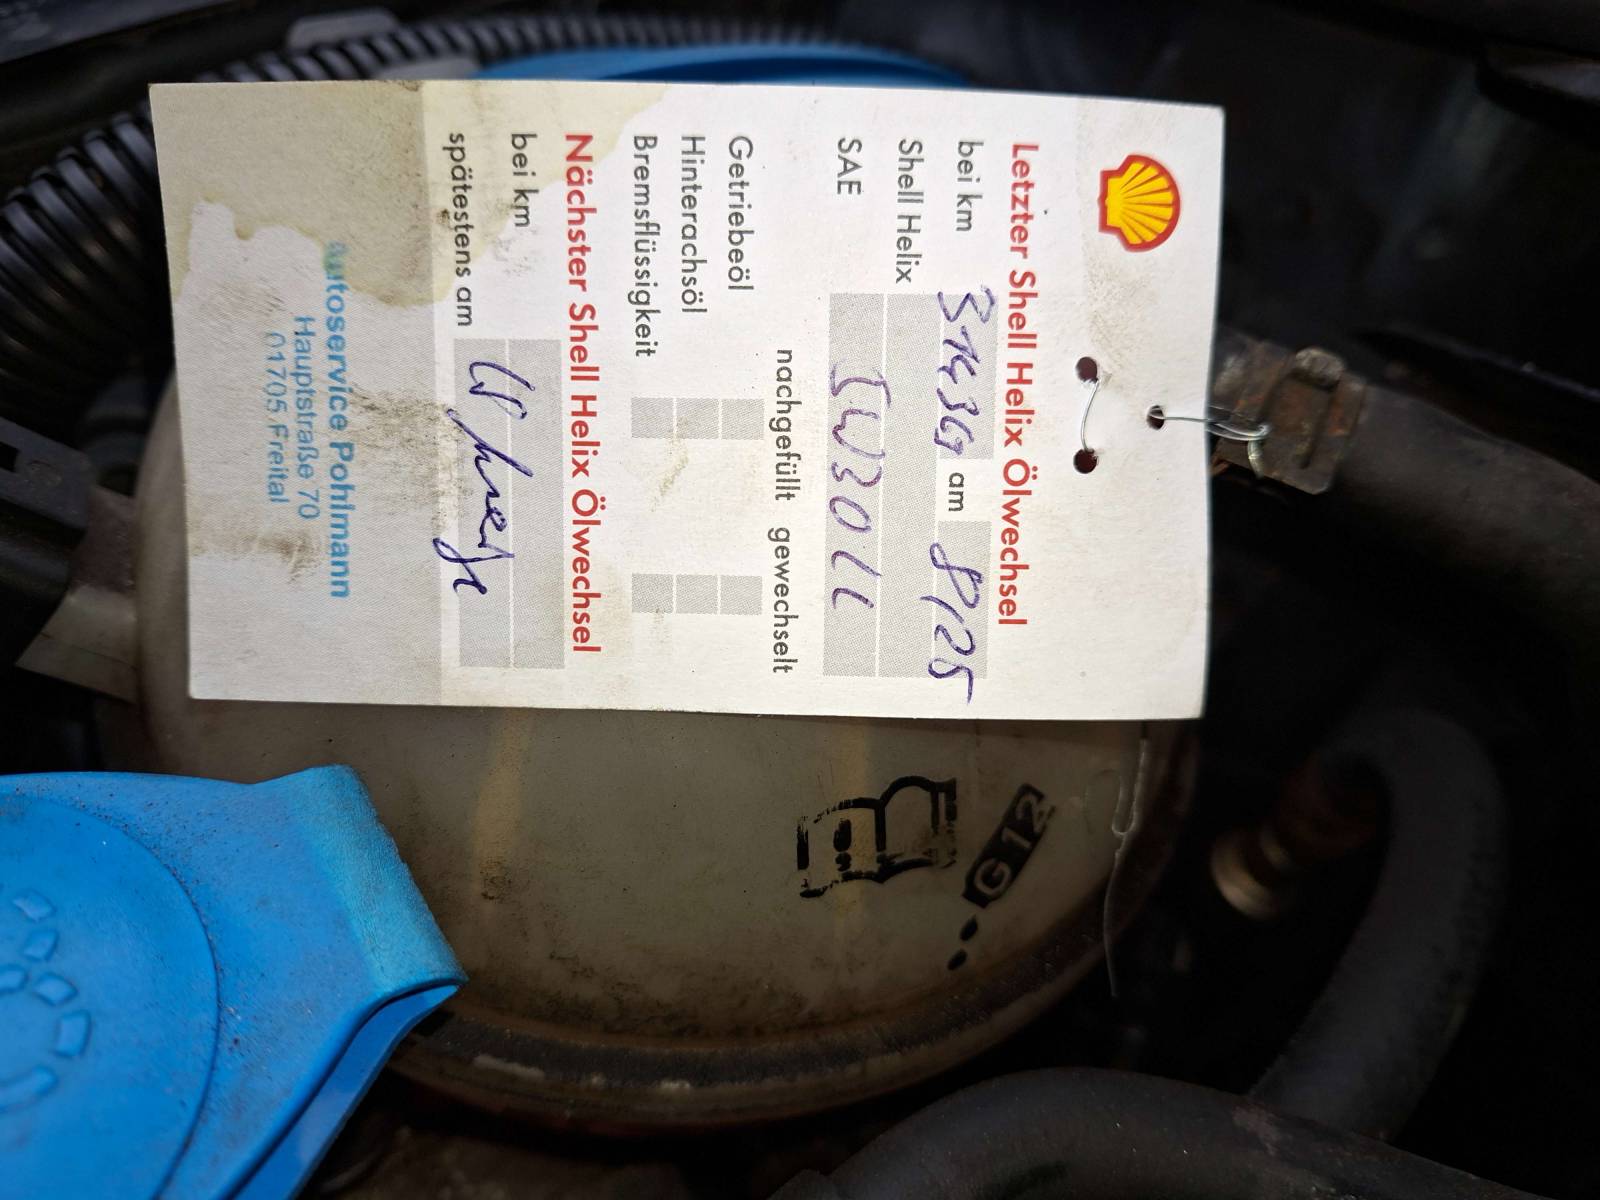 Letzter Shell Helix Ölwechsel
bei km 314369 am 8/25
Shell Helix
SAE 5W30LL
nachgefüllt gewechselt
Getriebeöl
Hinterachsöl
Bremsflüssigkeit
Nächster Shell Helix Ölwechsel
bei km
spätestens am
Autoservice Pohlmann
Hauptstraße 70
01705 Freital
G12